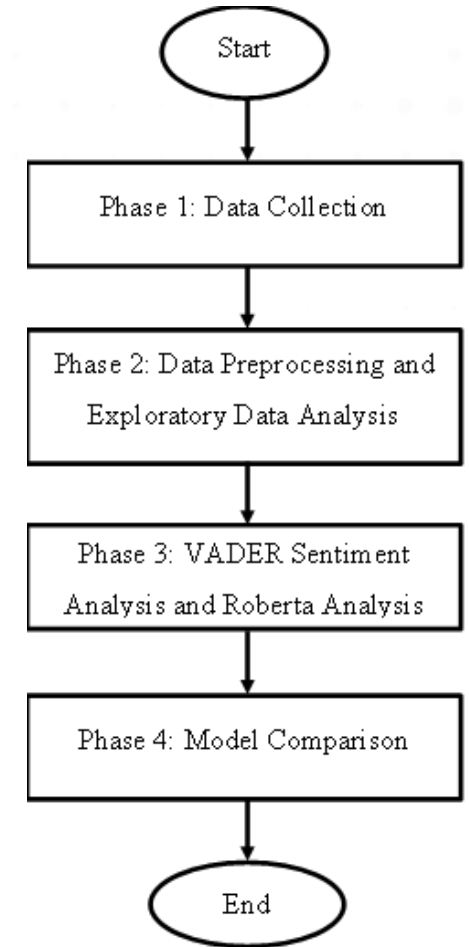 Start
Phase 1: Data Collection
Phase 2: Data Preprocessing and
Exploratory Data Analysis
Phase 3: VADER Sentiment
Analysis and Roberta Analysis
Phase 4: Model Comparison
End